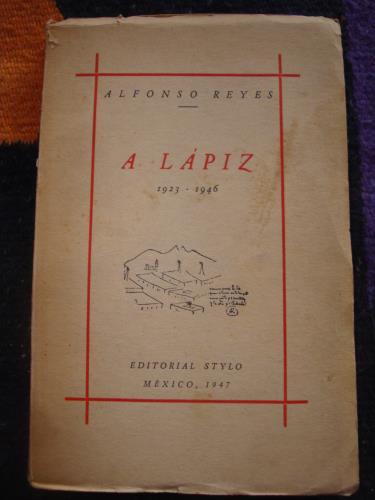 ALFONSO REYES
A LÁPIZ
1923 - 1946
EDITORIAL STYLO
MÉXICO, 1947